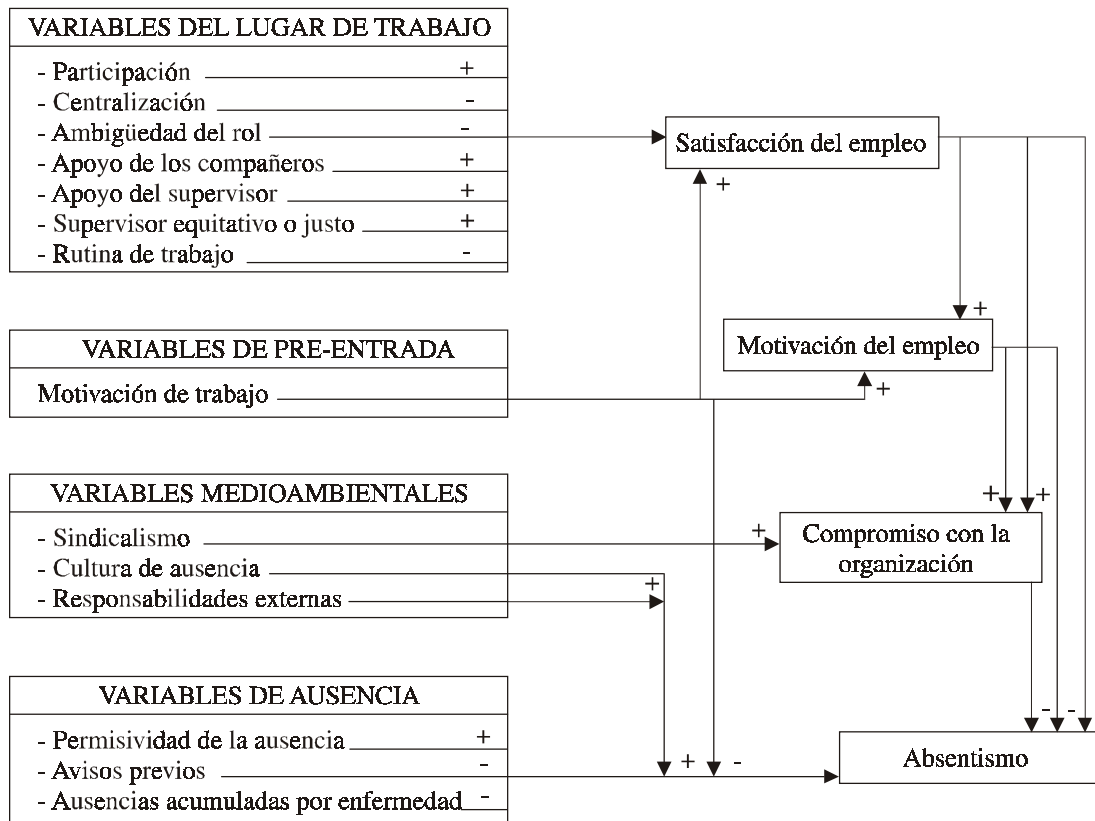 VARIABLES DEL LUGAR DE TRABAJO
- Participación +
- Centralización -
- Ambigüedad del rol -
- Apoyo de los compañeros +
- Apoyo del supervisor +
- Supervisor equitativo o justo +
- Rutina de trabajo -
Satisfacción del empleo
+
+
VARIABLES DE PRE-ENTRADA
Motivación de trabajo
Motivación del empleo
+
VARIABLES MEDIOAMBIENTALES
- Sindicalismo +
- Cultura de ausencia
- Responsabilidades externas +
+ +
Compromiso con la
organización
VARIABLES DE AUSENCIA
- Permisividad de la ausencia +
- Avisos previos -
- Ausencias acumuladas por enfermedad -
+ -
- -
Absentismo